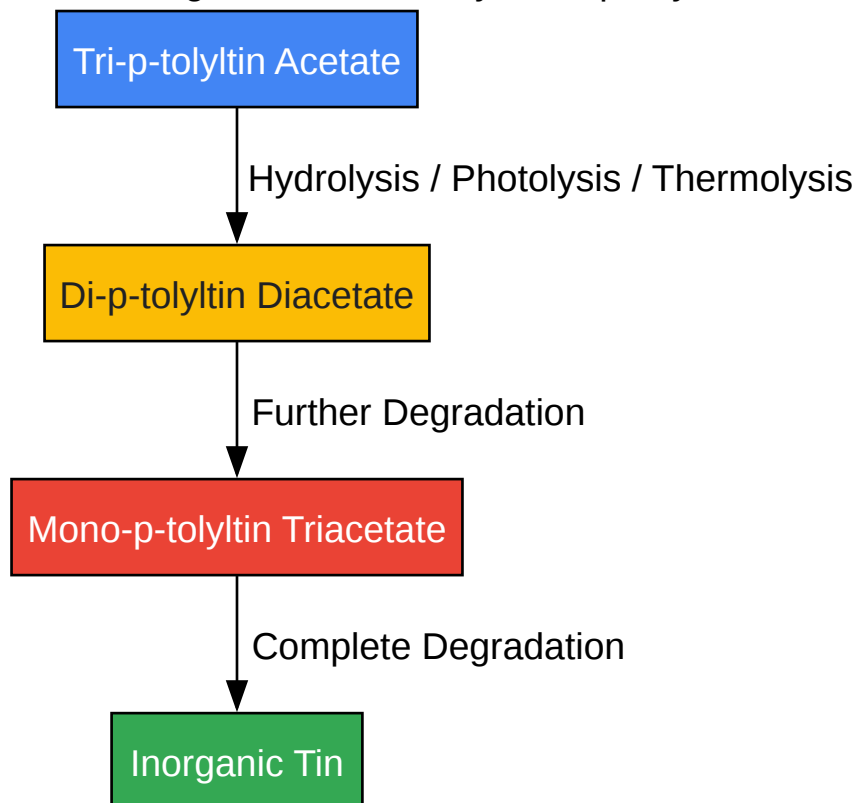 Tri-p-tolyltin Acetate
Hydrolysis / Photolysis / Thermolysis
Di-p-tolyltin Diacetate
Further Degradation
Mono-p-tolyltin Triacetate
Complete Degradation
Inorganic Tin